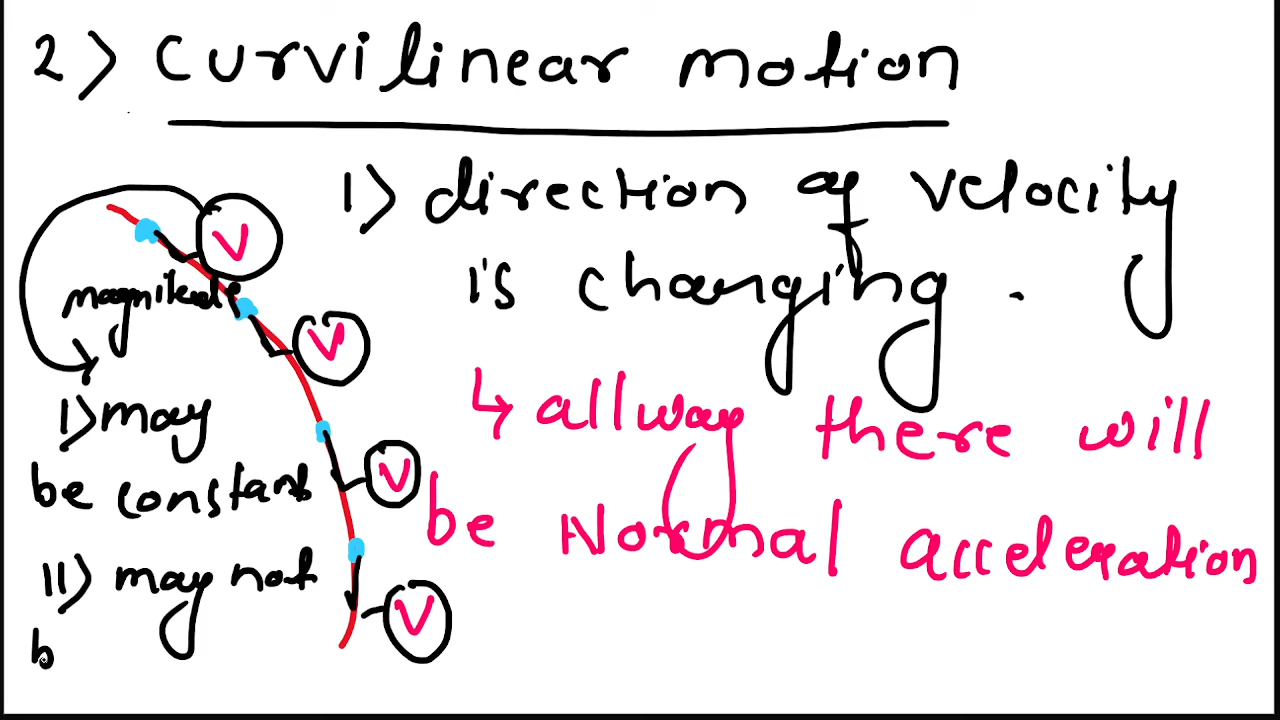 2> Curvilinear motion
1> direction of velocity
is changing.
↳ allway there will
be Normal acceleration
V
magnitude
V
I> may
be constant
V
II> may not
b
V